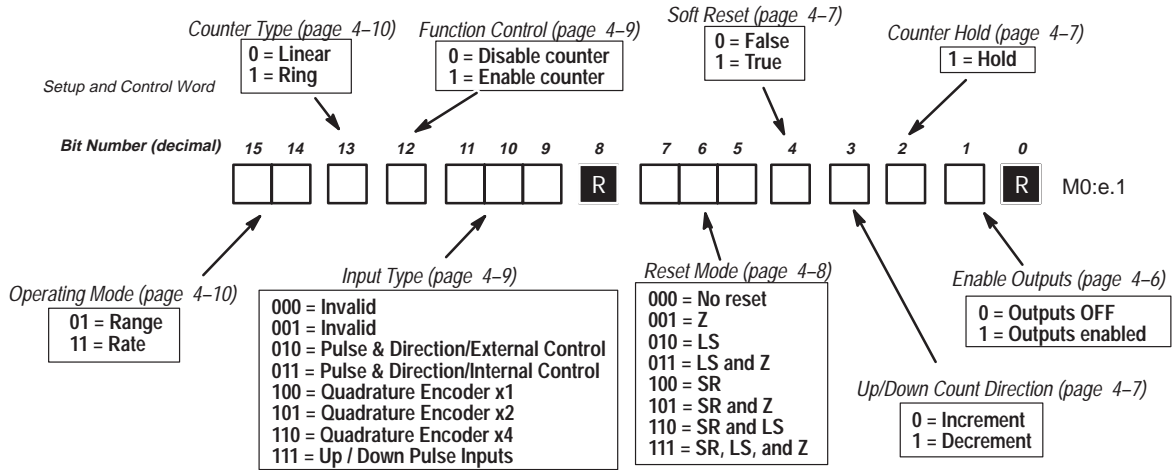 Counter Type (page 4–10)
0 = Linear
1 = Ring
Function Control (page 4–9)
0 = Disable counter
1 = Enable counter
Soft Reset (page 4–7)
0 = False
1 = True
Counter Hold (page 4–7)
1 = Hold
Setup and Control Word
Bit Number (decimal) 15 14 13 12 11 10 9 8 7 6 5 4 3 2 1 0
R R M0:e.1
Operating Mode (page 4–10)
01 = Range
11 = Rate
Input Type (page 4–9)
000 = Invalid
001 = Invalid
010 = Pulse & Direction/External Control
011 = Pulse & Direction/Internal Control
100 = Quadrature Encoder x1
101 = Quadrature Encoder x2
110 = Quadrature Encoder x4
111 = Up / Down Pulse Inputs
Reset Mode (page 4–8)
000 = No reset
001 = Z
010 = LS
011 = LS and Z
100 = SR
101 = SR and Z
110 = SR and LS
111 = SR, LS, and Z
Enable Outputs (page 4–6)
0 = Outputs OFF
1 = Outputs enabled
Up/Down Count Direction (page 4–7)
0 = Increment
1 = Decrement